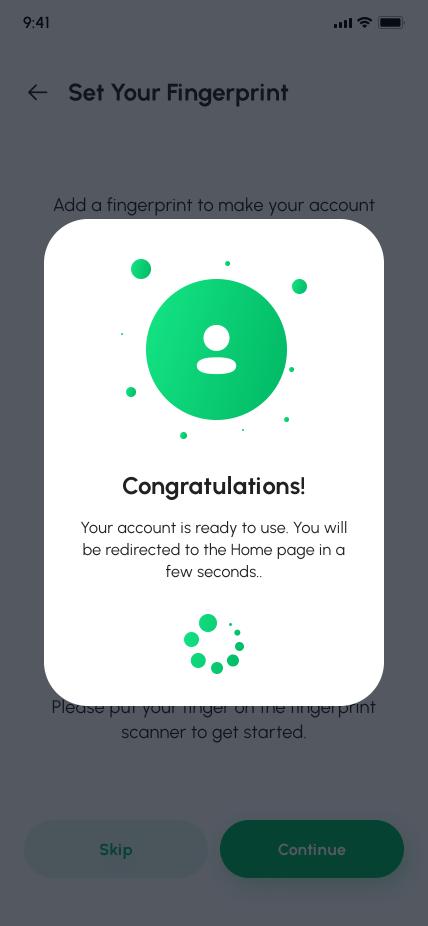 9:41
Set Your Fingerprint
Add a fingerprint to make your account
Congratulations!
Your account is ready to use. You will
be redirected to the Home page in a
few seconds..
Please put your finger on the fingerprint
scanner to get started.
Skip
Continue